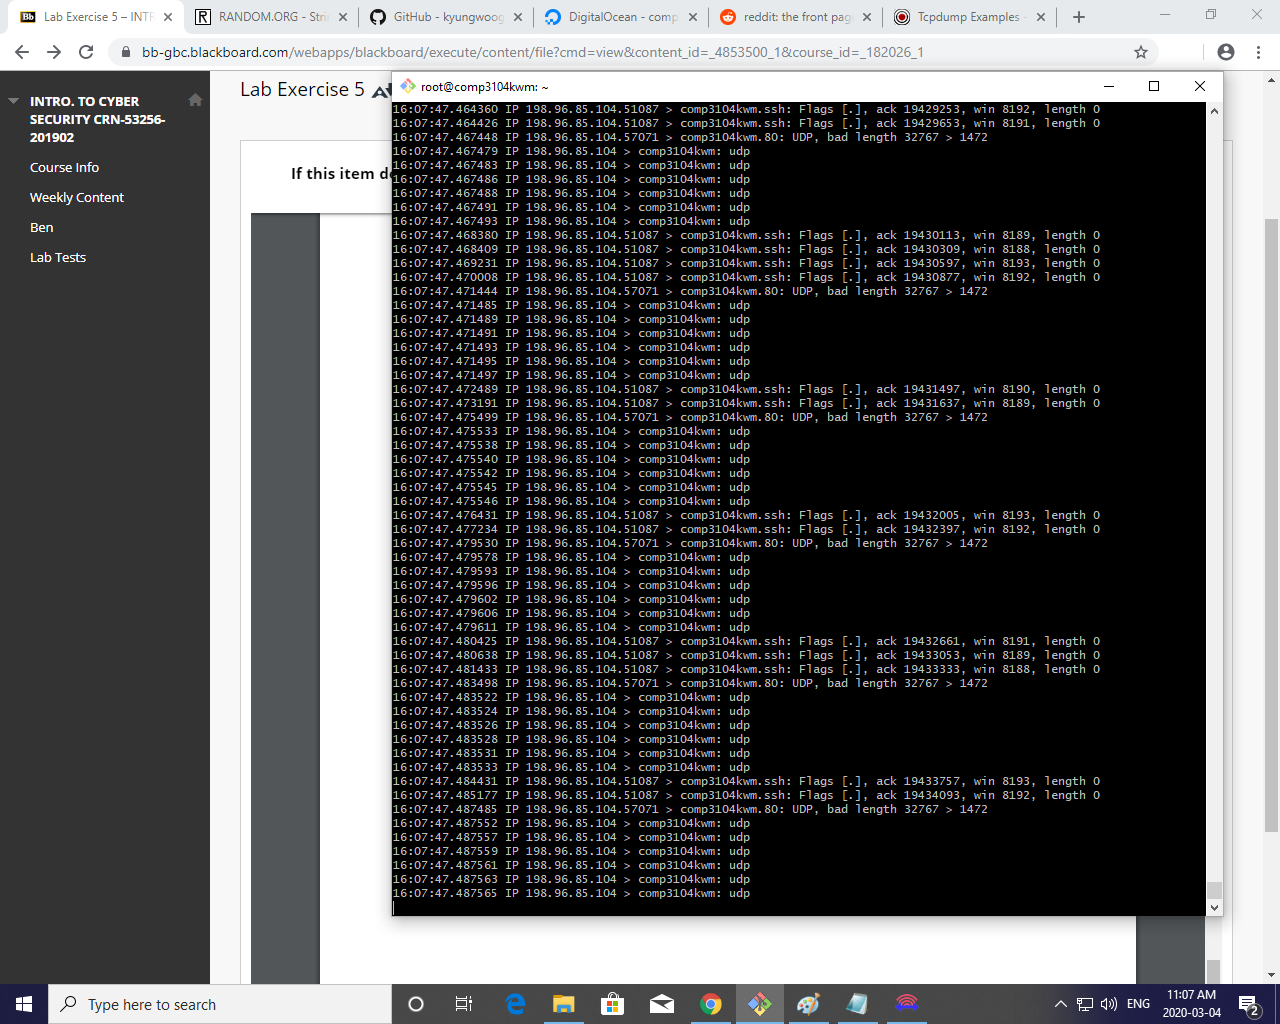 Lab Exercise 5 – INTR
RANDOM.ORG - Stri
GitHub - kyungwoog
DigitalOcean - comp
reddit: the front pag
Tcpdump Examples -
bb-gbc.blackboard.com/webapps/blackboard/execute/content/file?cmd=view&content_id=_4853500_1&course_id=_182026_1
INTRO. TO CYBER
SECURITY CRN-53256-
201902
Course Info
Weekly Content
Ben
Lab Tests
Lab Exercise 5
If this item do
root@comp3104kwm: ~
16:07:47.464360 IP 198.96.85.104.51087 > comp3104kwm.ssh: Flags [.], ack 19429253, win 8192, length 0
16:07:47.464426 IP 198.96.85.104.51087 > comp3104kwm.ssh: Flags [.], ack 19429653, win 8191, length 0
16:07:47.467448 IP 198.96.85.104.57071 > comp3104kwm.80: UDP, bad length 32767 > 1472
16:07:47.467479 IP 198.96.85.104 > comp3104kwm: udp
16:07:47.467483 IP 198.96.85.104 > comp3104kwm: udp
16:07:47.467486 IP 198.96.85.104 > comp3104kwm: udp
16:07:47.467488 IP 198.96.85.104 > comp3104kwm: udp
16:07:47.467491 IP 198.96.85.104 > comp3104kwm: udp
16:07:47.467493 IP 198.96.85.104 > comp3104kwm: udp
16:07:47.468380 IP 198.96.85.104.51087 > comp3104kwm.ssh: Flags [.], ack 19430113, win 8189, length 0
16:07:47.468409 IP 198.96.85.104.51087 > comp3104kwm.ssh: Flags [.], ack 19430309, win 8188, length 0
16:07:47.469231 IP 198.96.85.104.51087 > comp3104kwm.ssh: Flags [.], ack 19430597, win 8193, length 0
16:07:47.470008 IP 198.96.85.104.51087 > comp3104kwm.ssh: Flags [.], ack 19430877, win 8192, length 0
16:07:47.471444 IP 198.96.85.104.57071 > comp3104kwm.80: UDP, bad length 32767 > 1472
16:07:47.471485 IP 198.96.85.104 > comp3104kwm: udp
16:07:47.471489 IP 198.96.85.104 > comp3104kwm: udp
16:07:47.471491 IP 198.96.85.104 > comp3104kwm: udp
16:07:47.471493 IP 198.96.85.104 > comp3104kwm: udp
16:07:47.471495 IP 198.96.85.104 > comp3104kwm: udp
16:07:47.471497 IP 198.96.85.104 > comp3104kwm: udp
16:07:47.472489 IP 198.96.85.104.51087 > comp3104kwm.ssh: Flags [.], ack 19431497, win 8190, length 0
16:07:47.473191 IP 198.96.85.104.51087 > comp3104kwm.ssh: Flags [.], ack 19431637, win 8189, length 0
16:07:47.475499 IP 198.96.85.104.57071 > comp3104kwm.80: UDP, bad length 32767 > 1472
16:07:47.475533 IP 198.96.85.104 > comp3104kwm: udp
16:07:47.475538 IP 198.96.85.104 > comp3104kwm: udp
16:07:47.475540 IP 198.96.85.104 > comp3104kwm: udp
16:07:47.475542 IP 198.96.85.104 > comp3104kwm: udp
16:07:47.475545 IP 198.96.85.104 > comp3104kwm: udp
16:07:47.475546 IP 198.96.85.104 > comp3104kwm: udp
16:07:47.476431 IP 198.96.85.104.51087 > comp3104kwm.ssh: Flags [.], ack 19432005, win 8193, length 0
16:07:47.477234 IP 198.96.85.104.51087 > comp3104kwm.ssh: Flags [.], ack 19432397, win 8192, length 0
16:07:47.479530 IP 198.96.85.104.57071 > comp3104kwm.80: UDP, bad length 32767 > 1472
16:07:47.479578 IP 198.96.85.104 > comp3104kwm: udp
16:07:47.479593 IP 198.96.85.104 > comp3104kwm: udp
16:07:47.479596 IP 198.96.85.104 > comp3104kwm: udp
16:07:47.479602 IP 198.96.85.104 > comp3104kwm: udp
16:07:47.479606 IP 198.96.85.104 > comp3104kwm: udp
16:07:47.479611 IP 198.96.85.104 > comp3104kwm: udp
16:07:47.480425 IP 198.96.85.104.51087 > comp3104kwm.ssh: Flags [.], ack 19432661, win 8191, length 0
16:07:47.480638 IP 198.96.85.104.51087 > comp3104kwm.ssh: Flags [.], ack 19433053, win 8189, length 0
16:07:47.481433 IP 198.96.85.104.51087 > comp3104kwm.ssh: Flags [.], ack 19433333, win 8188, length 0
16:07:47.483498 IP 198.96.85.104.57071 > comp3104kwm.80: UDP, bad length 32767 > 1472
16:07:47.483522 IP 198.96.85.104 > comp3104kwm: udp
16:07:47.483524 IP 198.96.85.104 > comp3104kwm: udp
16:07:47.483526 IP 198.96.85.104 > comp3104kwm: udp
16:07:47.483528 IP 198.96.85.104 > comp3104kwm: udp
16:07:47.483531 IP 198.96.85.104 > comp3104kwm: udp
16:07:47.483533 IP 198.96.85.104 > comp3104kwm: udp
16:07:47.484431 IP 198.96.85.104.51087 > comp3104kwm.ssh: Flags [.], ack 19433757, win 8193, length 0
16:07:47.485177 IP 198.96.85.104.51087 > comp3104kwm.ssh: Flags [.], ack 19434093, win 8192, length 0
16:07:47.487485 IP 198.96.85.104.57071 > comp3104kwm.80: UDP, bad length 32767 > 1472
16:07:47.487552 IP 198.96.85.104 > comp3104kwm: udp
16:07:47.487557 IP 198.96.85.104 > comp3104kwm: udp
16:07:47.487559 IP 198.96.85.104 > comp3104kwm: udp
16:07:47.487561 IP 198.96.85.104 > comp3104kwm: udp
16:07:47.487563 IP 198.96.85.104 > comp3104kwm: udp
16:07:47.487565 IP 198.96.85.104 > comp3104kwm: udp
Type here to search
ENG
11:07 AM
2020-03-04
2